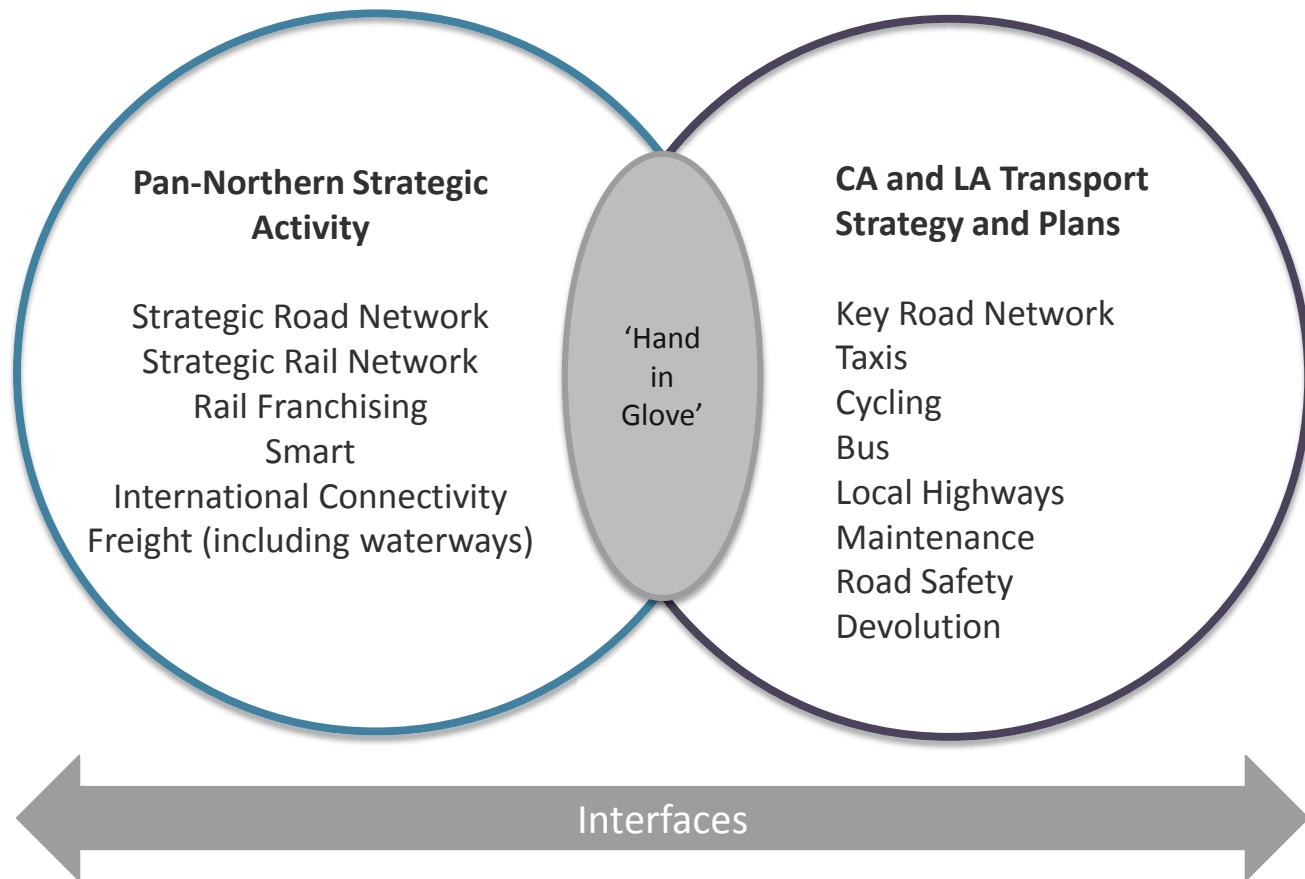 Pan-Northern Strategic
Activity
Strategic Road Network
Strategic Rail Network
Rail Franchising
Smart
International Connectivity
Freight (including waterways)
‘Hand
in
Glove’
CA and LA Transport
Strategy and Plans
Key Road Network
Taxis
Cycling
Bus
Local Highways
Maintenance
Road Safety
Devolution
Interfaces